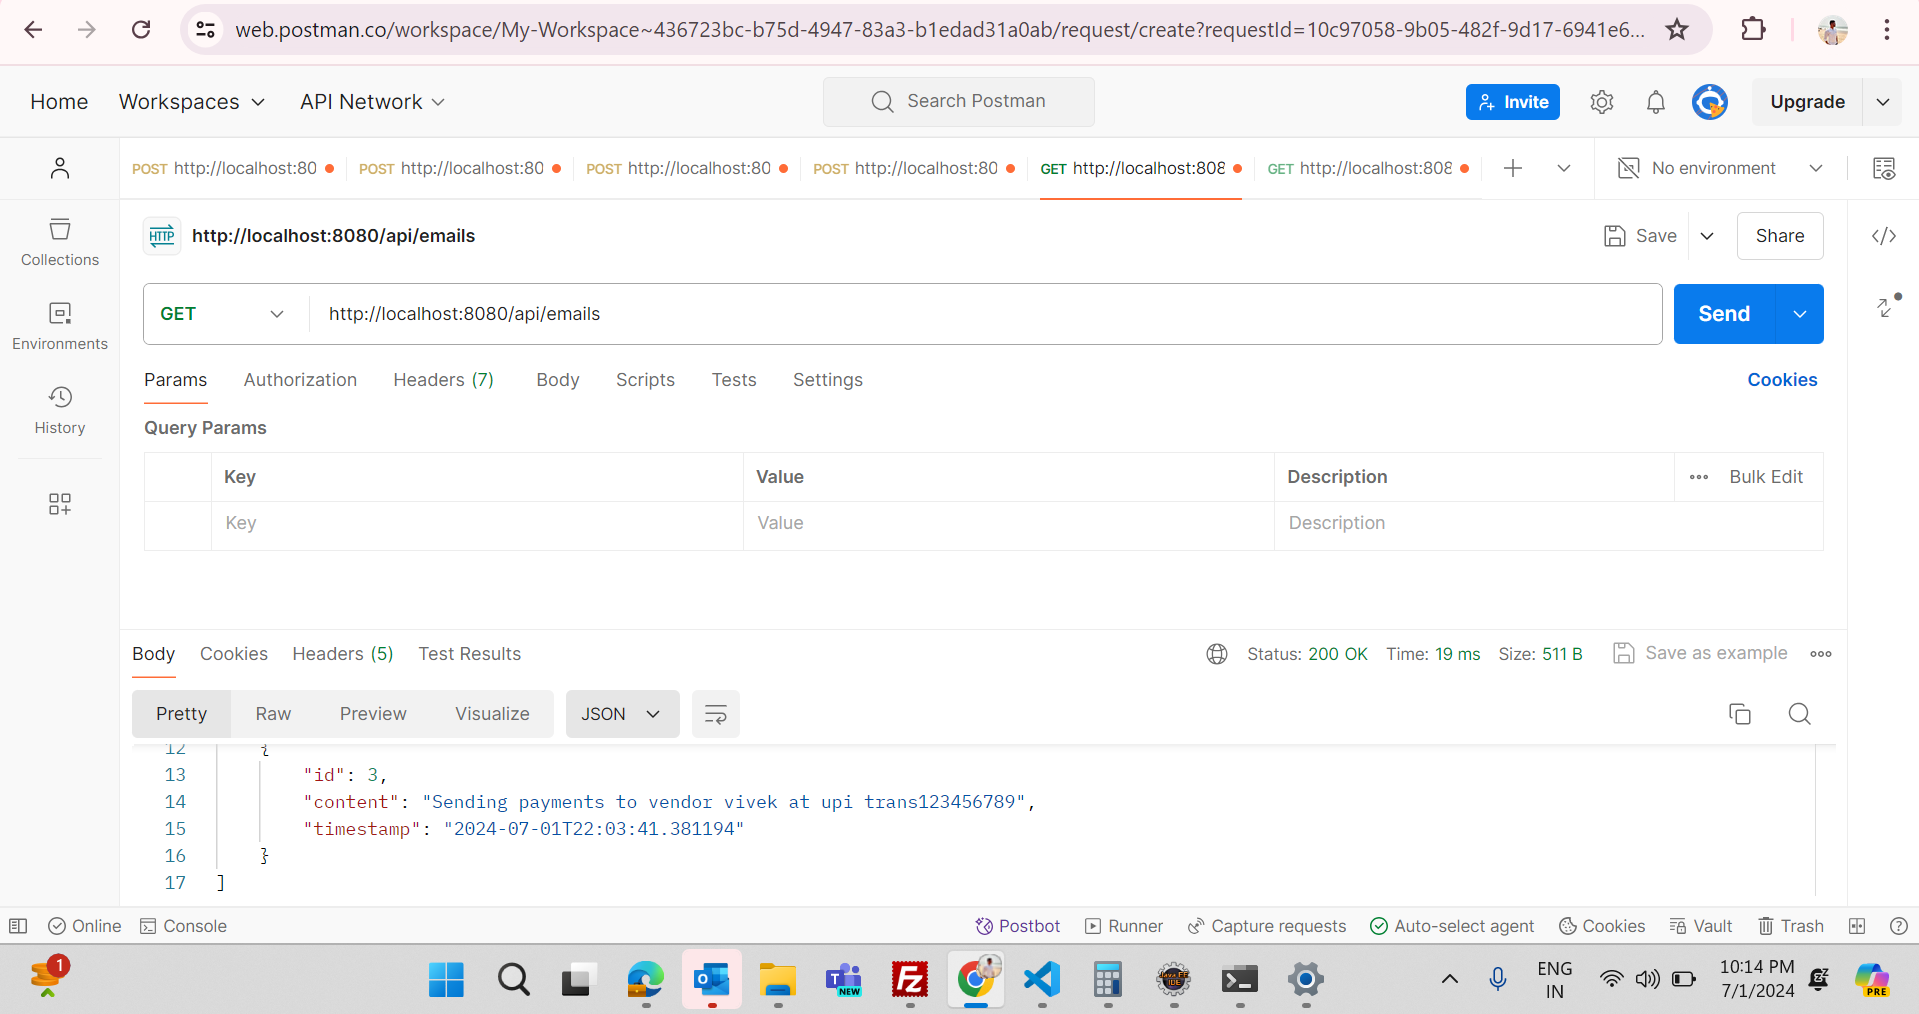 web.postman.co/workspace/My-Workspace~436723bc-b75d-4947-83a3-b1edad31a0ab/request/create?requestId=10c97058-9b05-482f-9d17-6941e6...
Home Workspaces API Network Search Postman Invite Upgrade
POST http://localhost:80 POST http://localhost:80 POST http://localhost:80 POST http://localhost:80 GET http://localhost:808 GET http://localhost:808 No environment
HTTP http://localhost:8080/api/emails Save Share
Collections
GET http://localhost:8080/api/emails Send
Environments
Params Authorization Headers (7) Body Scripts Tests Settings Cookies
History
Query Params
Key Value Description Bulk Edit
Key Value Description
Body Cookies Headers (5) Test Results Status: 200 OK Time: 19 ms Size: 511 B Save as example
Pretty Raw Preview Visualize JSON
12 {
13 "id": 3,
14 "content": "Sending payments to vendor vivek at upi trans123456789",
15 "timestamp": "2024-07-01T22:03:41.381194"
16 }
17 ]
Online Console Postbot Runner Capture requests Auto-select agent Cookies Vault Trash
1 NEW ENG 10:14 PM
IN 7/1/2024 PRE